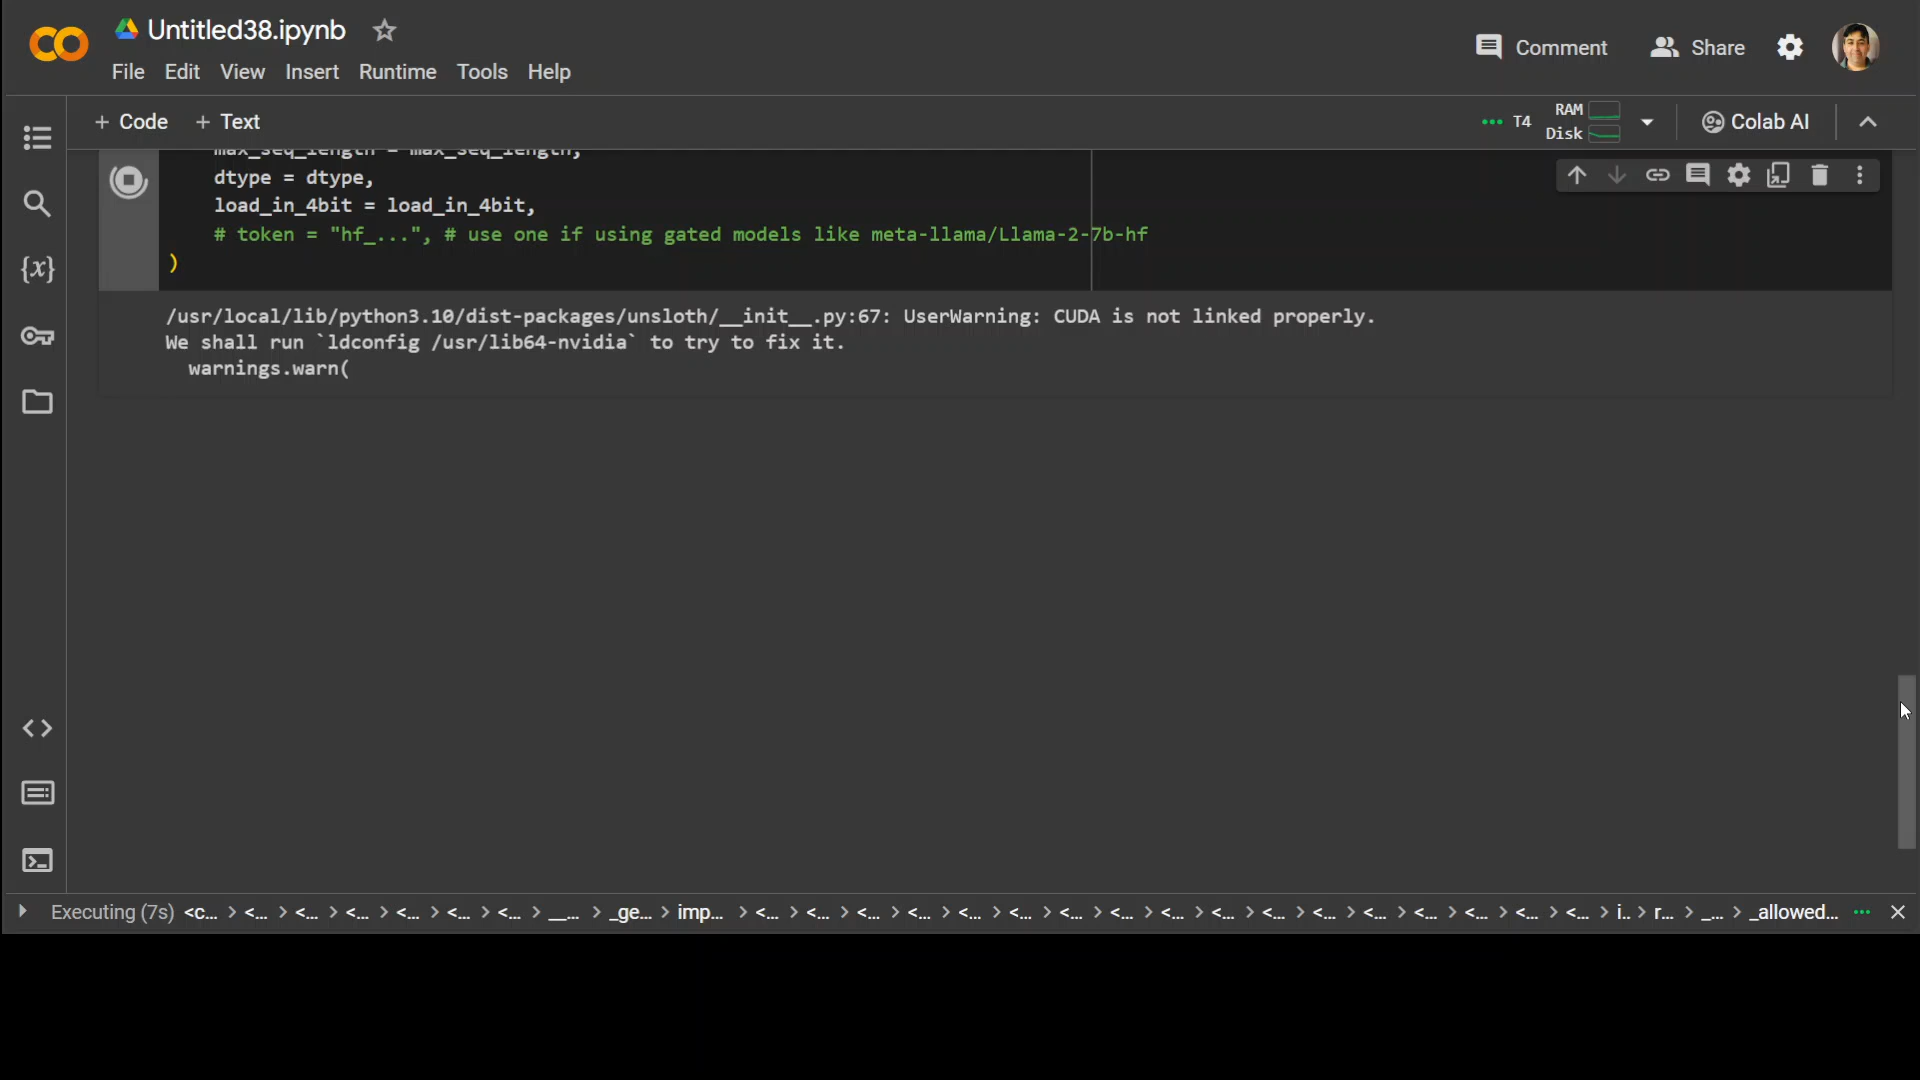 Untitled38.ipynb
File Edit View Insert Runtime Tools Help
Comment Share
+ Code + Text
T4 RAM Disk Colab AI
max_seq_length = max_seq_length,
dtype = dtype,
load_in_4bit = load_in_4bit,
# token = "hf_...", # use one if using gated models like meta-llama/Llama-2-7b-hf
)
/usr/local/lib/python3.10/dist-packages/unsloth/__init__.py:67: UserWarning: CUDA is not linked properly.
We shall run `ldconfig /usr/lib64-nvidia` to try to fix it.
warnings.warn(
Executing (7s) <c... > <... > <... > <... > <... > <... > <... > __... > _ge... > imp... > <... > <... > <... > <... > <... > <... > <... > <... > <... > <... > <... > <... > <... > <... > <... > <... > <... > i.. > r... > _... > _allowed...